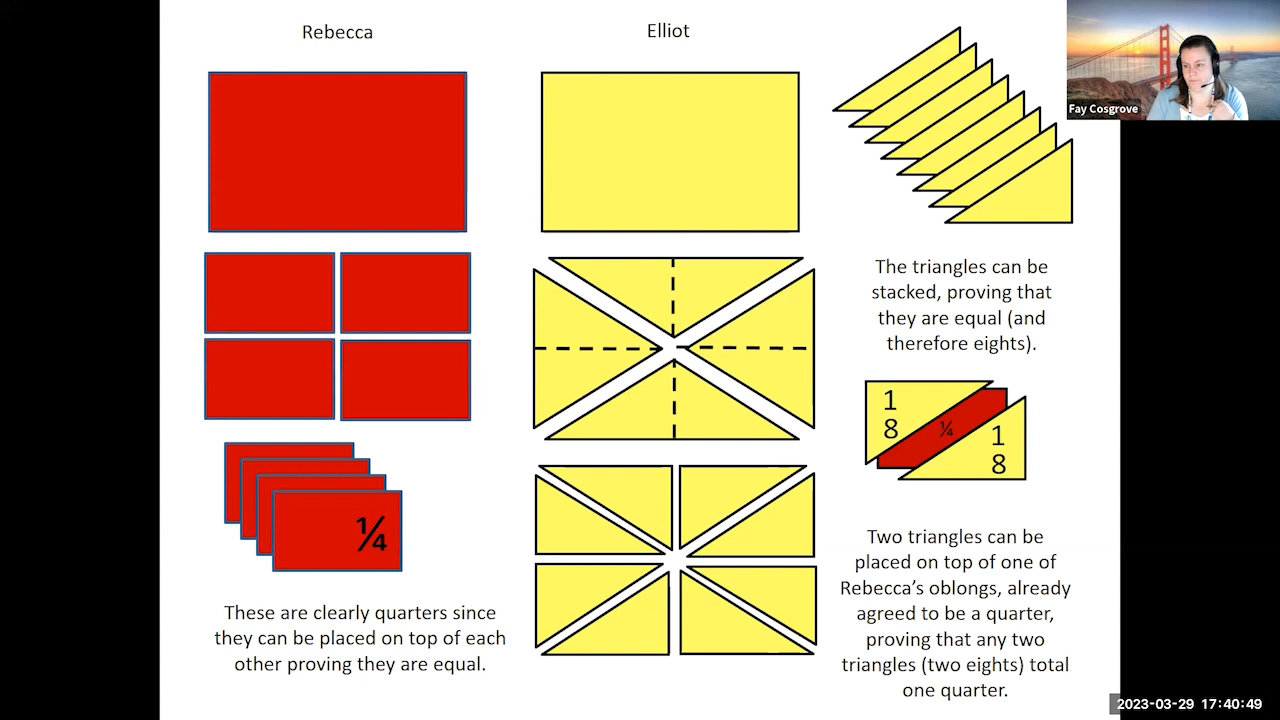 Rebecca
Elliot
Fay Cosgrove
The triangles can be
stacked, proving that
they are equal (and
therefore eights).
1
8
¼
1
8
¼
These are clearly quarters since
they can be placed on top of each
other proving they are equal.
Two triangles can be
placed on top of one of
Rebecca’s oblongs, already
agreed to be a quarter,
proving that any two
triangles (two eights) total
one quarter.
2023-03-29 17:40:49